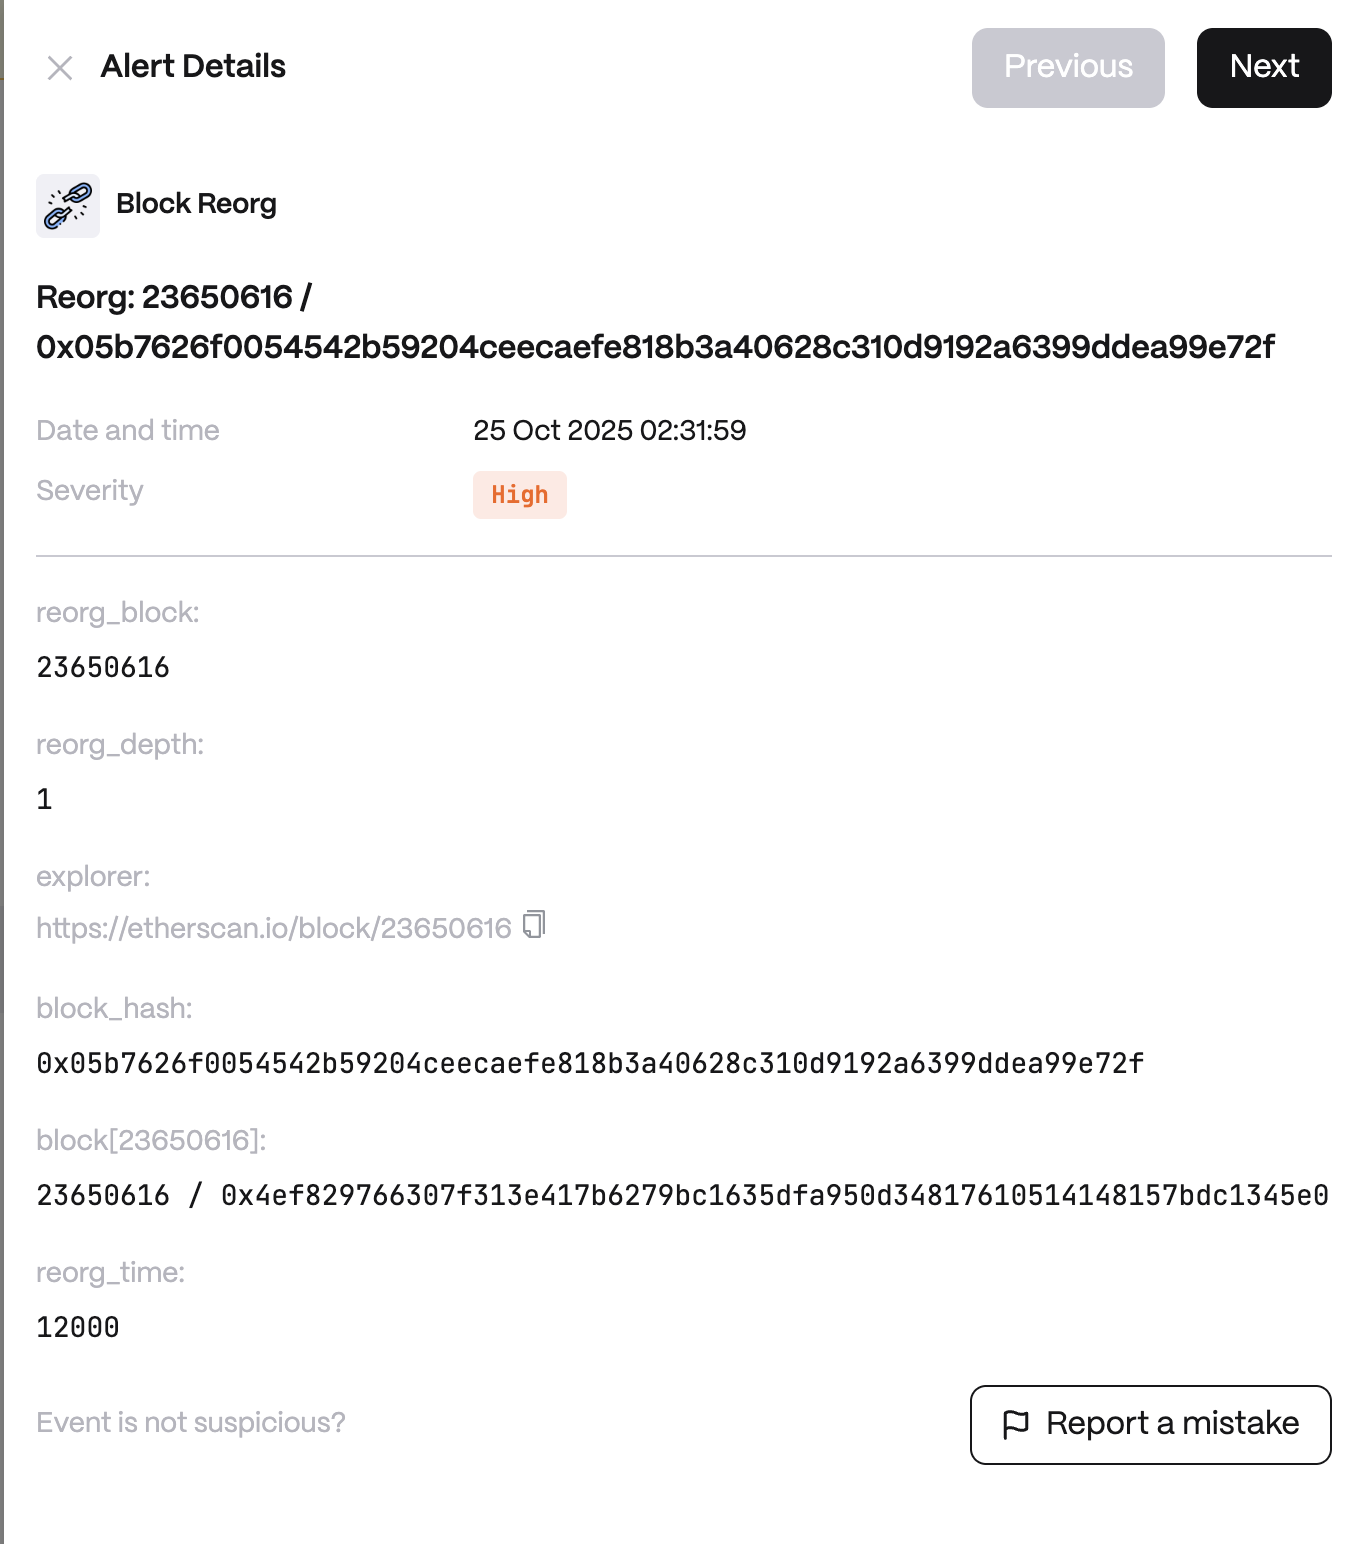 Alert Details
Previous
Next
Block Reorg
Reorg: 23650616 /
0x05b7626f0054542b59204ceecaefe818b3a40628c310d9192a6399ddea99e72f
Date and time
25 Oct 2025 02:31:59
Severity
High
reorg_block:
23650616
reorg_depth:
1
explorer:
https://etherscan.io/block/23650616
block_hash:
0x05b7626f0054542b59204ceecaefe818b3a40628c310d9192a6399ddea99e72f
block[23650616]:
23650616 / 0x4ef829766307f313e417b6279bc1635dfa950d34817610514148157bdc1345e0
reorg_time:
12000
Event is not suspicious?
Report a mistake